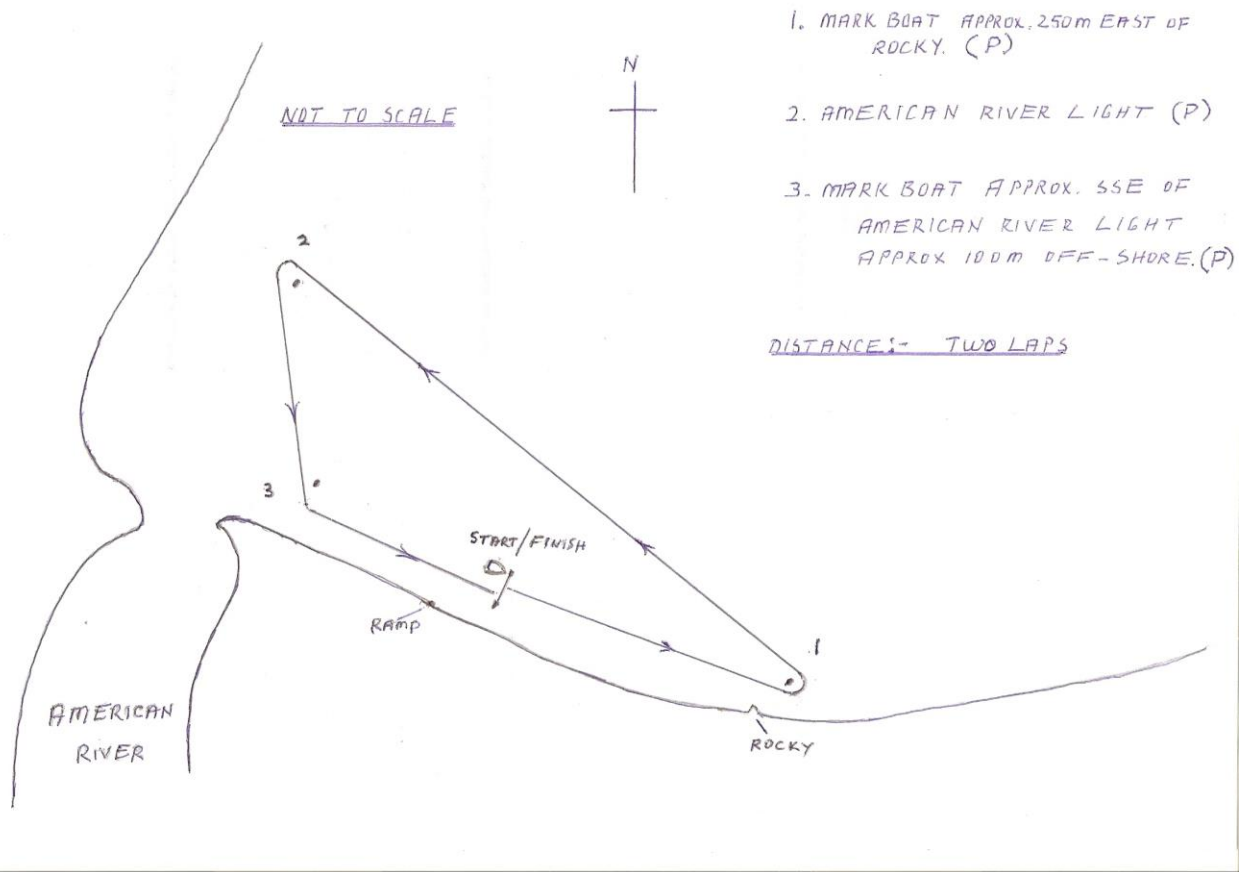 1. MARK BOAT APPROX. 250m EAST OF
ROCKY. (P)
N
NOT TO SCALE
2. AMERICAN RIVER LIGHT (P)
3. MARK BOAT APPROX. SSE OF
AMERICAN RIVER LIGHT
APPROX 100m OFF-SHORE. (P)
2
DISTANCE:- TWO LAPS
3
START/FINISH
RAMP
1
AMERICAN
RIVER
ROCKY